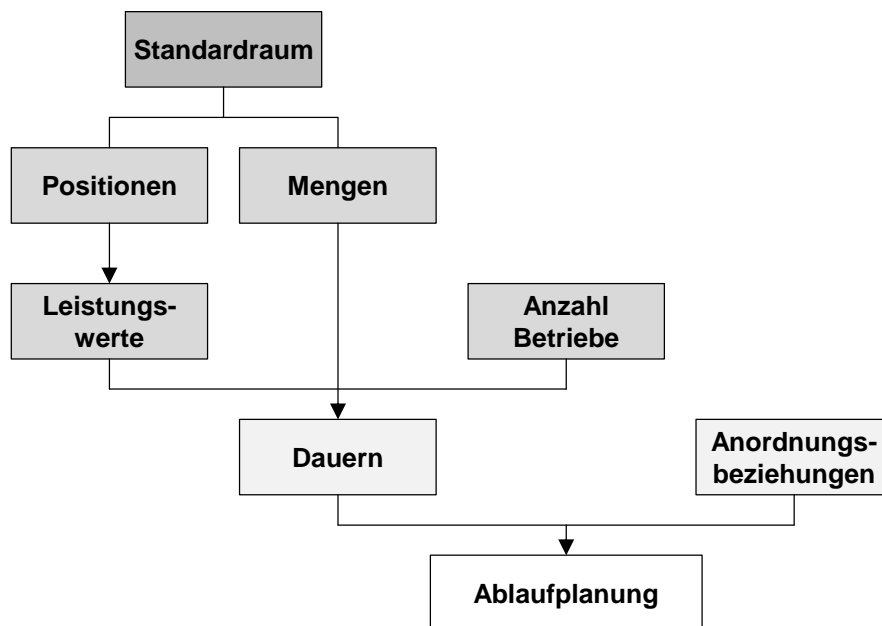 Standardraum
Positionen
Mengen
Leistungs-
werte
Anzahl
Betriebe
Dauern
Anordnungs-
beziehungen
Ablaufplanung